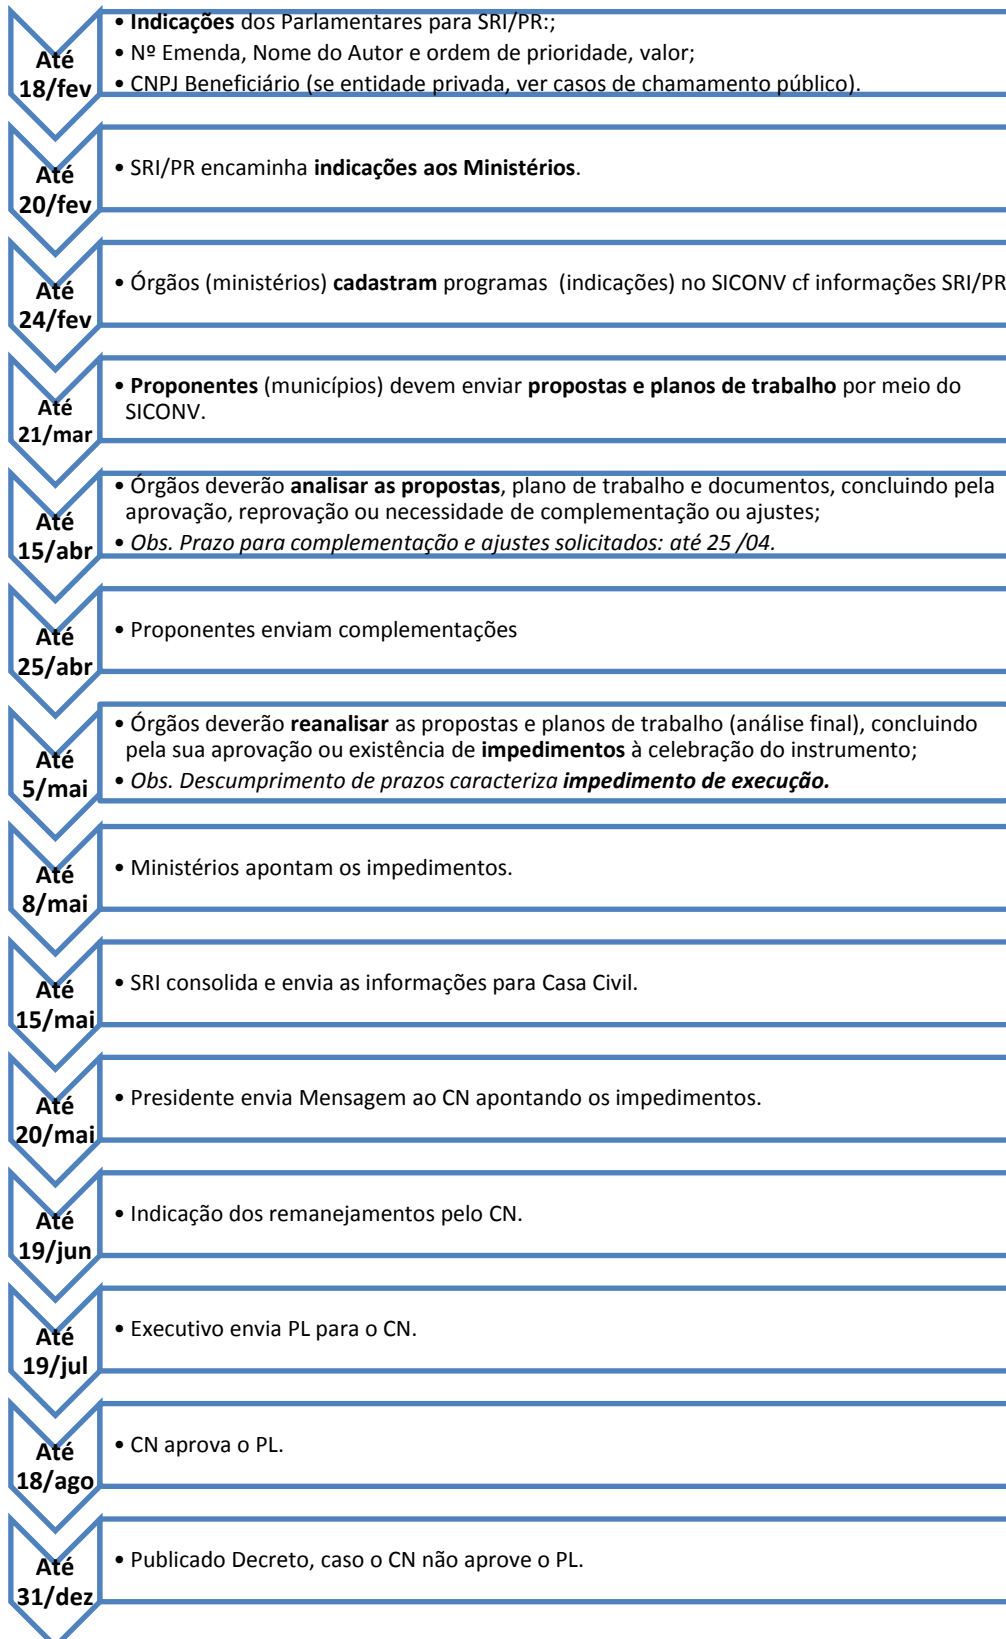 Até
18/fev
• Indicações dos Parlamentares para SRI/PR:;
• Nº Emenda, Nome do Autor e ordem de prioridade, valor;
• CNPJ Beneficiário (se entidade privada, ver casos de chamamento público).
Até
20/fev
• SRI/PR encaminha indicações aos Ministérios.
Até
24/fev
• Órgãos (ministérios) cadastram programas (indicações) no SICONV cf informações SRI/PR
Até
21/mar
• Proponentes (municípios) devem enviar propostas e planos de trabalho por meio do
SICONV.
Até
15/abr
• Órgãos deverão analisar as propostas, plano de trabalho e documentos, concluindo pela
aprovação, reprovação ou necessidade de complementação ou ajustes;
• Obs. Prazo para complementação e ajustes solicitados: até 25 /04.
Até
25/abr
• Proponentes enviam complementações
Até
5/mai
• Órgãos deverão reanalisar as propostas e planos de trabalho (análise final), concluindo
pela sua aprovação ou existência de impedimentos à celebração do instrumento;
• Obs. Descumprimento de prazos caracteriza impedimento de execução.
Até
8/mai
• Ministérios apontam os impedimentos.
Até
15/mai
• SRI consolida e envia as informações para Casa Civil.
Até
20/mai
• Presidente envia Mensagem ao CN apontando os impedimentos.
Até
19/jun
• Indicação dos remanejamentos pelo CN.
Até
19/jul
• Executivo envia PL para o CN.
Até
18/ago
• CN aprova o PL.
Até
31/dez
• Publicado Decreto, caso o CN não aprove o PL.